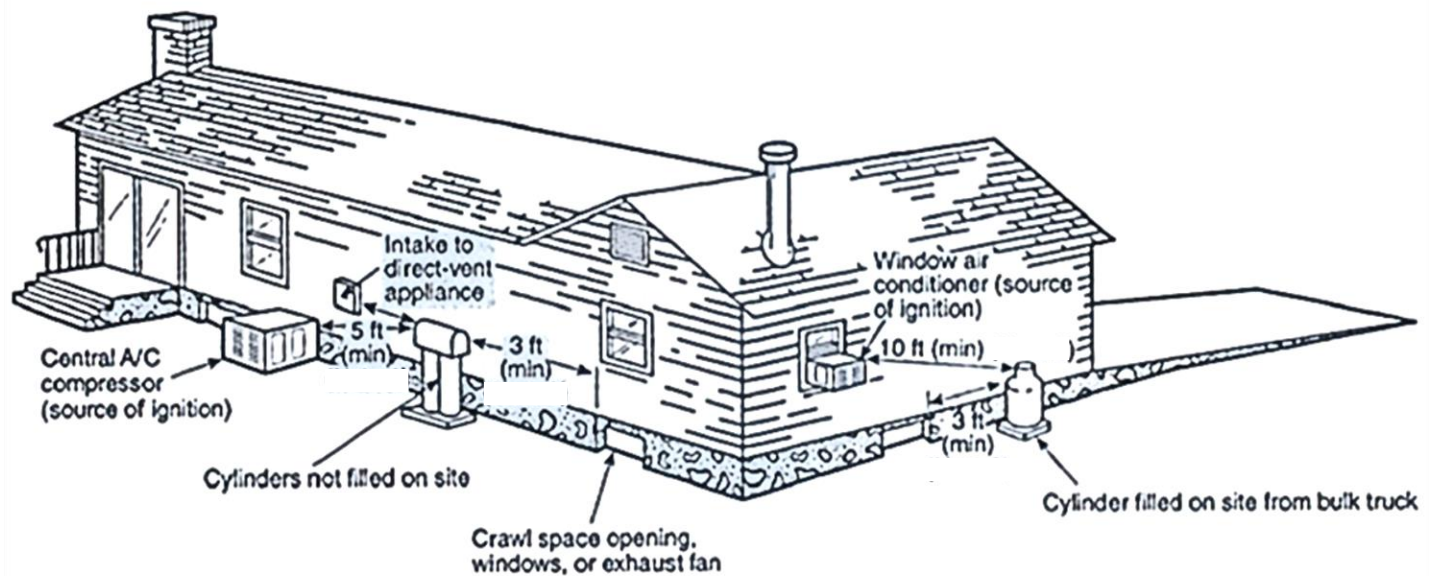 Intake to
direct-vent
appliance
Window air
conditioner (source
of ignition)
5 ft
(min)
3 ft
(min)
10 ft (min)
)
Central A/C
compressor
(source of ignition)
3 ft
(min)
Cylinders not filled on site
Cylinder filled on site from bulk truck
Crawl space opening,
windows, or exhaust fan